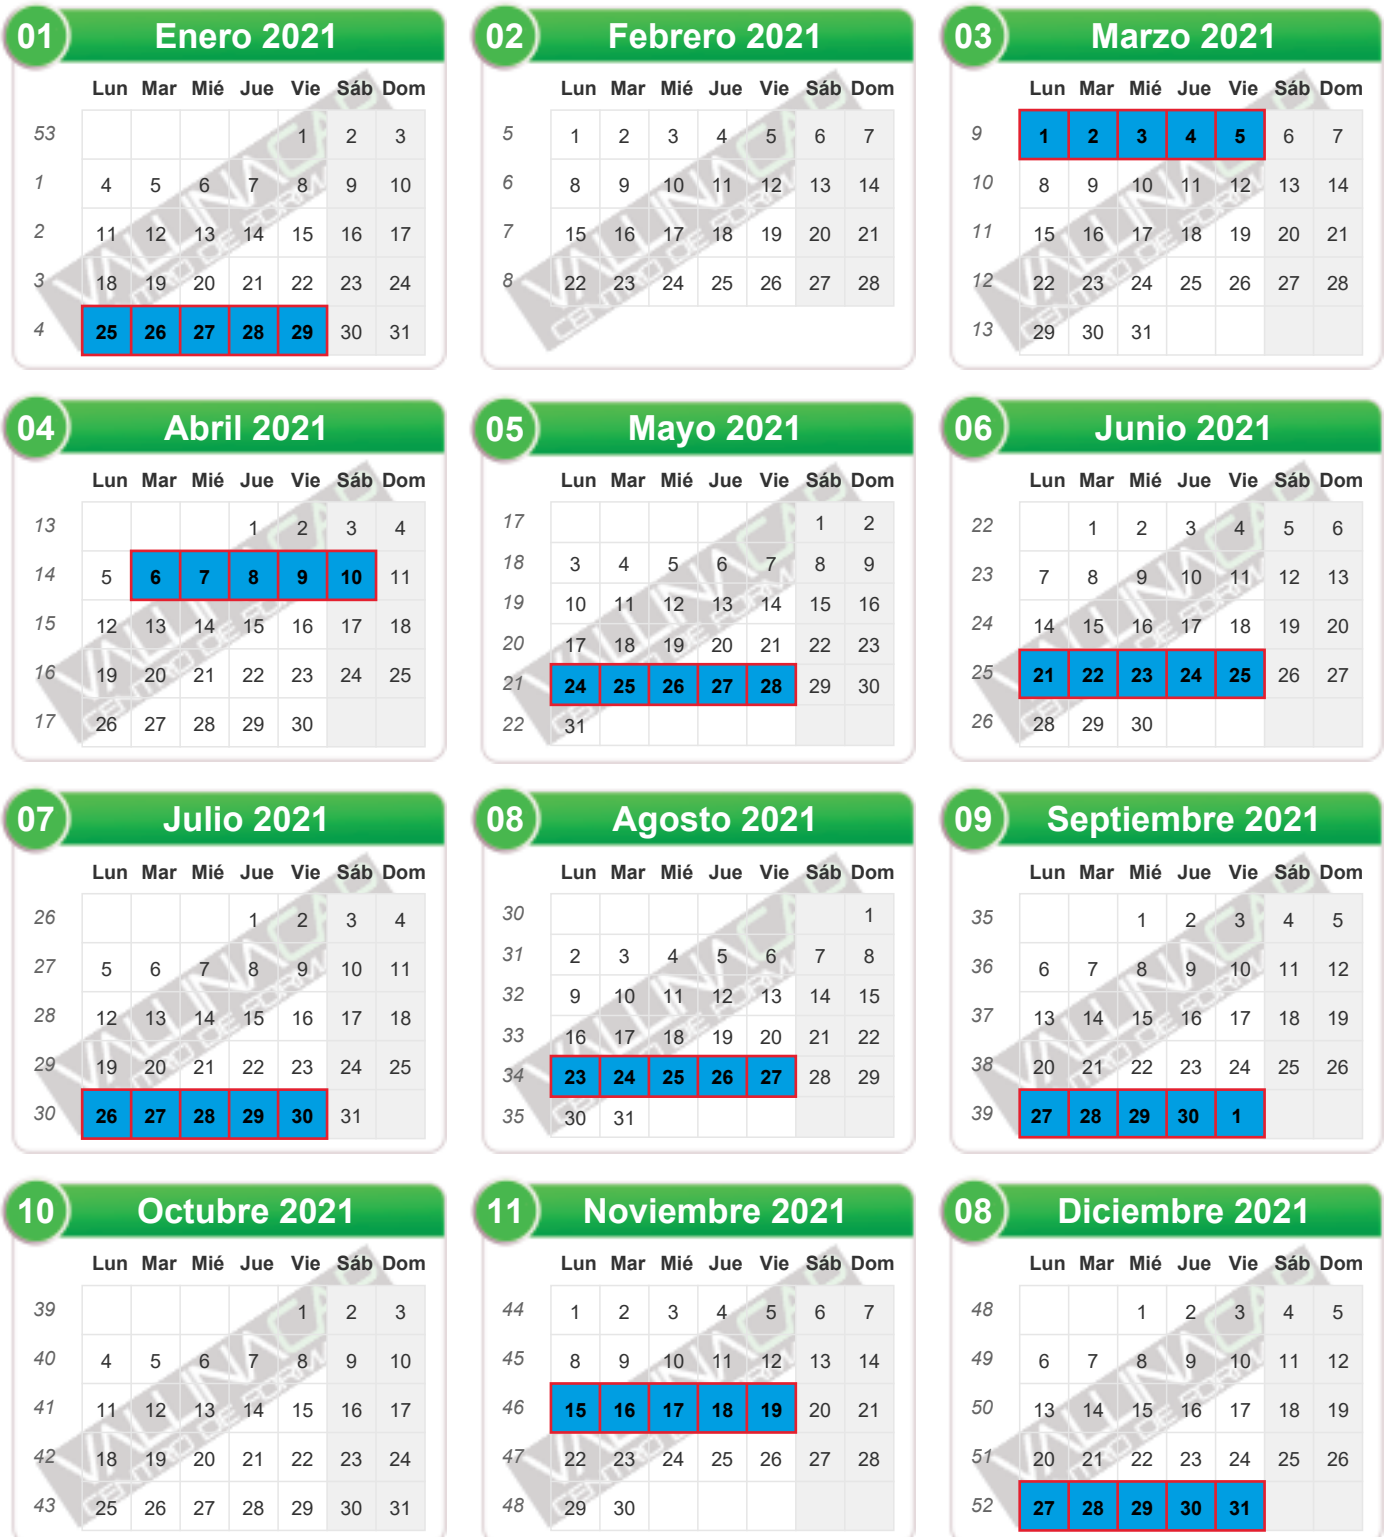 01 Enero 2021
Lun Mar Mié Jue Vie Sáb Dom
53 1 2 3
1 4 5 6 7 8 9 10
2 11 12 13 14 15 16 17
3 18 19 20 21 22 23 24
4 25 26 27 28 29 30 31
02 Febrero 2021
Lun Mar Mié Jue Vie Sáb Dom
5 1 2 3 4 5 6 7
6 8 9 10 11 12 13 14
7 15 16 17 18 19 20 21
8 22 23 24 25 26 27 28
03 Marzo 2021
Lun Mar Mié Jue Vie Sáb Dom
9 1 2 3 4 5 6 7
10 8 9 10 11 12 13 14
11 15 16 17 18 19 20 21
12 22 23 24 25 26 27 28
13 29 30 31
04 Abril 2021
Lun Mar Mié Jue Vie Sáb Dom
13 1 2 3 4
14 5 6 7 8 9 10 11
15 12 13 14 15 16 17 18
16 19 20 21 22 23 24 25
17 26 27 28 29 30
05 Mayo 2021
Lun Mar Mié Jue Vie Sáb Dom
17 1 2
18 3 4 5 6 7 8 9
19 10 11 12 13 14 15 16
20 17 18 19 20 21 22 23
21 24 25 26 27 28 29 30
22 31
06 Junio 2021
Lun Mar Mié Jue Vie Sáb Dom
22 1 2 3 4 5 6
23 7 8 9 10 11 12 13
24 14 15 16 17 18 19 20
25 21 22 23 24 25 26 27
26 28 29 30
07 Julio 2021
Lun Mar Mié Jue Vie Sáb Dom
26 1 2 3 4
27 5 6 7 8 9 10 11
28 12 13 14 15 16 17 18
29 19 20 21 22 23 24 25
30 26 27 28 29 30 31
08 Agosto 2021
Lun Mar Mié Jue Vie Sáb Dom
30 1
31 2 3 4 5 6 7 8
32 9 10 11 12 13 14 15
33 16 17 18 19 20 21 22
34 23 24 25 26 27 28 29
35 30 31
09 Septiembre 2021
Lun Mar Mié Jue Vie Sáb Dom
35 1 2 3 4 5
36 6 7 8 9 10 11 12
37 13 14 15 16 17 18 19
38 20 21 22 23 24 25 26
39 27 28 29 30 1
10 Octubre 2021
Lun Mar Mié Jue Vie Sáb Dom
39 1 2 3
40 4 5 6 7 8 9 10
41 11 12 13 14 15 16 17
42 18 19 20 21 22 23 24
43 25 26 27 28 29 30 31
11 Noviembre 2021
Lun Mar Mié Jue Vie Sáb Dom
44 1 2 3 4 5 6 7
45 8 9 10 11 12 13 14
46 15 16 17 18 19 20 21
47 22 23 24 25 26 27 28
48 29 30
08 Diciembre 2021
Lun Mar Mié Jue Vie Sáb Dom
48 1 2 3 4 5
49 6 7 8 9 10 11 12
50 13 14 15 16 17 18 19
51 20 21 22 23 24 25 26
52 27 28 29 30 31